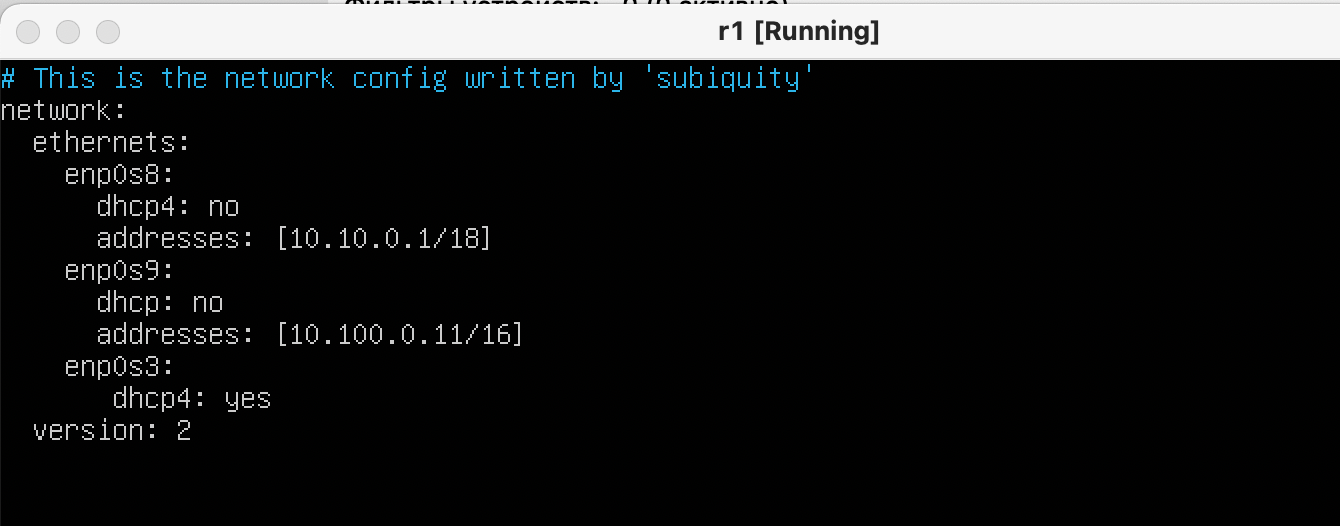 r1 [Running]
# This is the network config written by 'subiquity'
network:
  ethernets:
    enp0s8:
      dhcp4: no
      addresses: [10.10.0.1/18]
    enp0s9:
      dhcp: no
      addresses: [10.100.0.11/16]
    enp0s3:
       dhcp4: yes
  version: 2